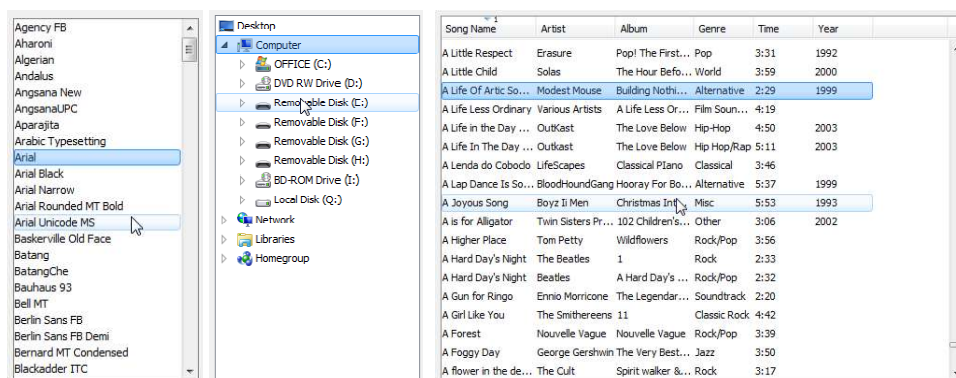 Agency FB
Aharoni
Algerian
Andalus
Angsana New
AngsanaUPC
Aparajita
Arabic Typesetting
Arial
Arial Black
Arial Narrow
Arial Rounded MT Bold
Arial Unicode MS
Baskerville Old Face
Batang
BatangChe
Bauhaus 93
Bell MT
Berlin Sans FB
Berlin Sans FB Demi
Bernard MT Condensed
Blackadder ITC
Desktop
Computer
OFFICE (C:)
DVD RW Drive (D:)
Removable Disk (E:)
Removable Disk (F:)
Removable Disk (G:)
Removable Disk (H:)
BD-ROM Drive (I:)
Local Disk (Q:)
Network
Libraries
Homegroup
1
Song Name Artist Album Genre Time Year
A Little Respect Erasure Pop! The First... Pop 3:31 1992
A Little Child Solas The Hour Befo... World 3:59 2000
A Life Of Artic So... Modest Mouse Building Nothi... Alternative 2:29 1999
A Life Less Ordinary Various Artists A Life Less Or... Film Soun... 4:19
A Life in the Day ... OutKast The Love Below Hip-Hop 4:50 2003
A Life In The Day ... Outkast The Love Below Hip Hop/Rap 5:11 2003
A Lenda do Cobodo LifeScapes Classical PIano Classical 3:46
A Lap Dance Is So... BloodHoundGang Hooray For Bo... Alternative 5:37 1999
A Joyous Song Boyz Ii Men Christmas Int Misc 5:53 1993
A is for Alligator Twin Sisters Pr... 102 Children's... Other 3:06 2002
A Higher Place Tom Petty Wildflowers Rock/Pop 3:56
A Hard Day's Night The Beatles 1 Rock 2:33
A Hard Day's Night Beatles A Hard Day's ... Rock/Pop 2:32
A Gun for Ringo Ennio Morricone The Legendar... Soundtrack 2:20
A Girl Like You The Smithereens 11 Classic Rock 4:42
A Forest Nouvelle Vague Nouvelle Vague Rock/Pop 3:39
A Foggy Day George Gershwin The Very Best... Jazz 3:50
A flower in the de... The Cult Spirit walker &... Rock 3:17